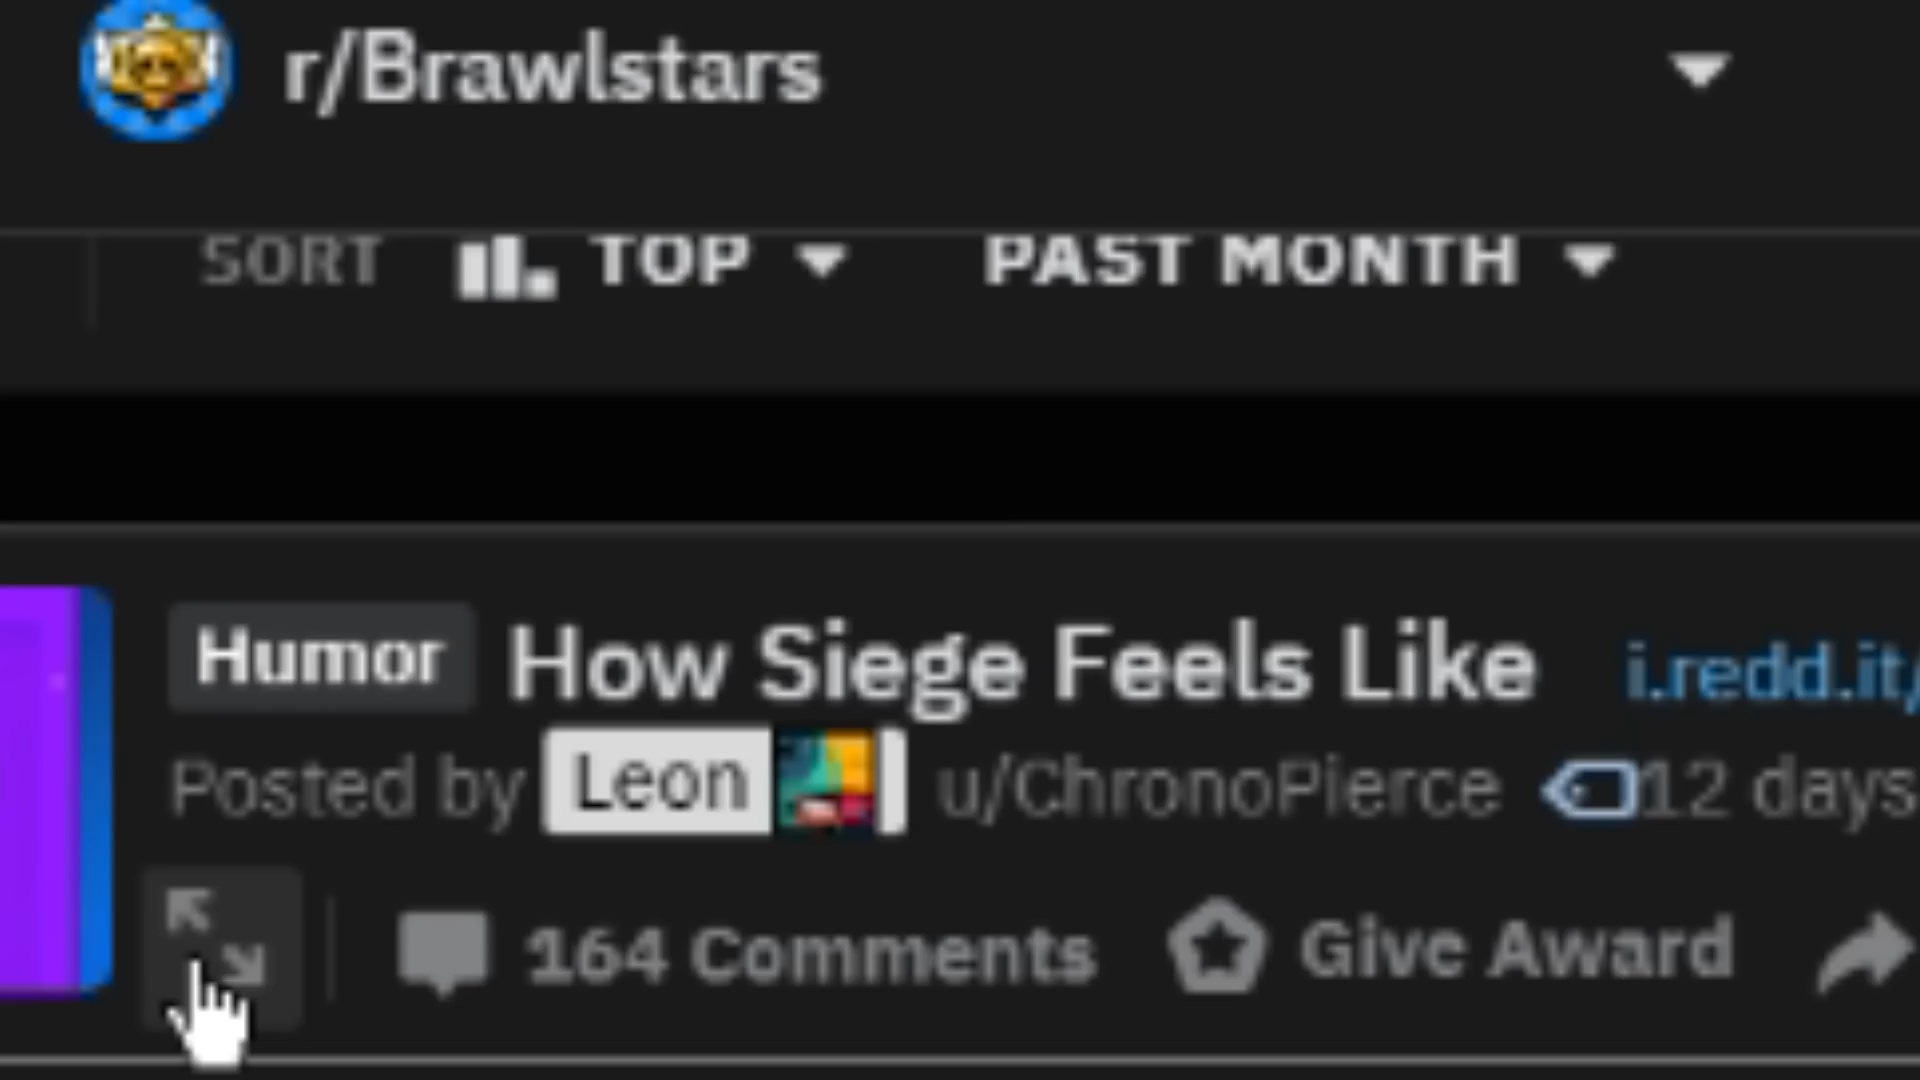 r/Brawlstars
SORT TOP PAST MONTH
Humor How Siege Feels Like i.redd.it/
Posted by Leon u/ChronoPierce 12 days
164 Comments Give Award